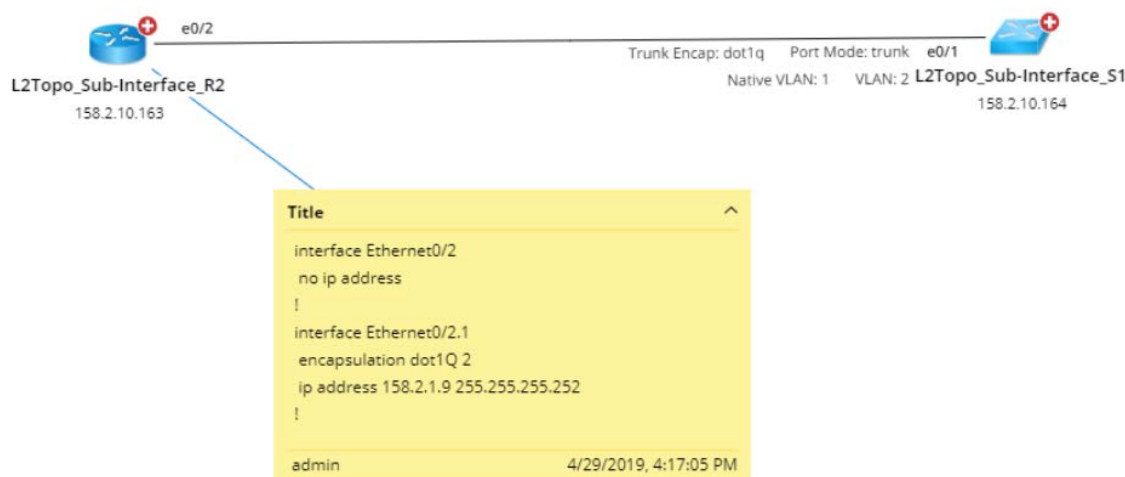 e0/2
Trunk Encap: dot1q Port Mode: trunk e0/1
L2Topo_Sub-Interface_R2
Native VLAN: 1 VLAN: 2 L2Topo_Sub-Interface_S1
158.2.10.163
158.2.10.164
Title
interface Ethernet0/2
no ip address
!
interface Ethernet0/2.1
encapsulation dot1Q 2
ip address 158.2.1.9 255.255.255.252
!
admin 4/29/2019, 4:17:05 PM